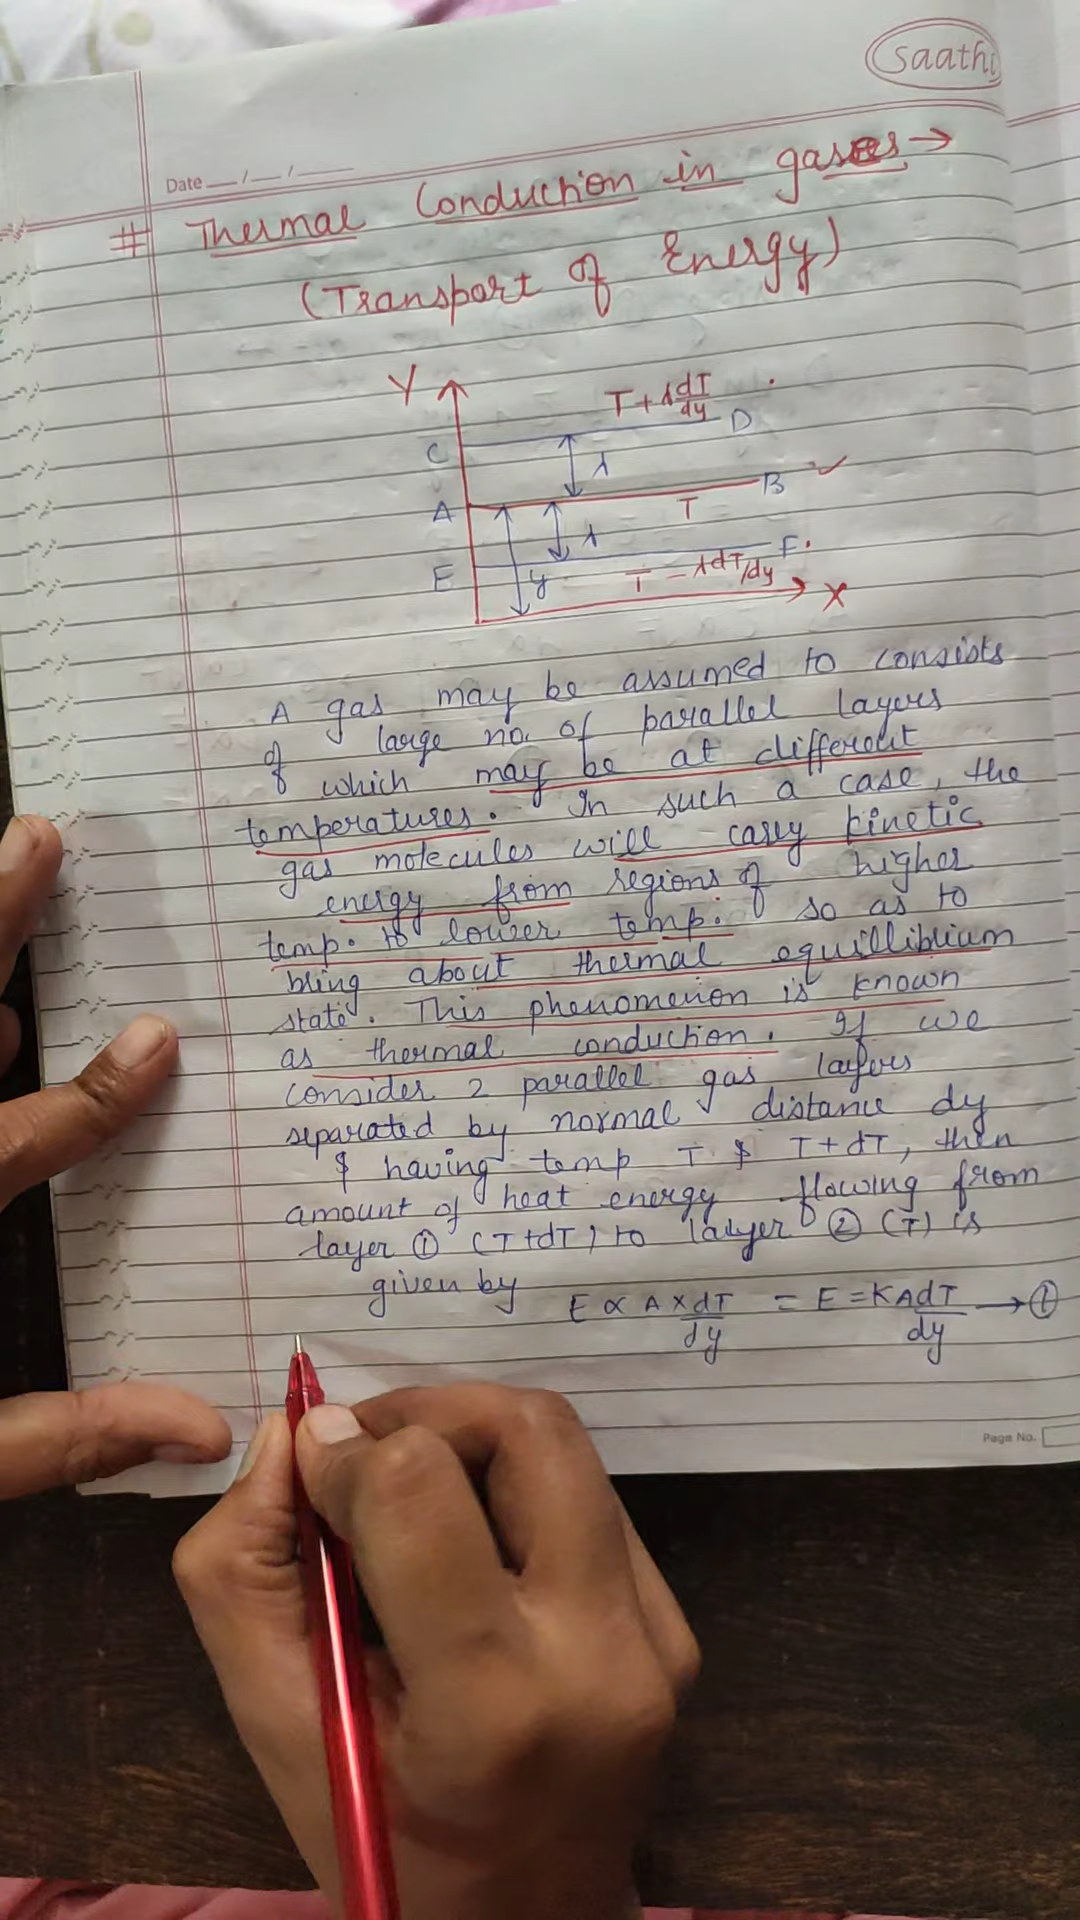 Saathi
Date __/__/____
# Thermal Conduction in gases →
(Transport of Energy)
Y
T + λ dT/dy
C D
λ
A B
T
λ
E F
y T - λdT/dy
X
A gas may be assumed to consists
of large no. of parallel layers
which may be at different
temperatures. In such a case, the
gas molecules will carry kinetic
energy from regions of higher
temp. to lower temp. so as to
bring about thermal equillibrium
state. This phenomenon is known
as thermal conduction. If we
consider 2 parallel gas layers
separated by normal distance dy
& having temp T & T+dT, then
amount of heat energy flowing from
layer ① (T+dT) to layer ② (T) is
given by E ∝ A x dT/dy = E = KA dT/dy → ①
Page No.